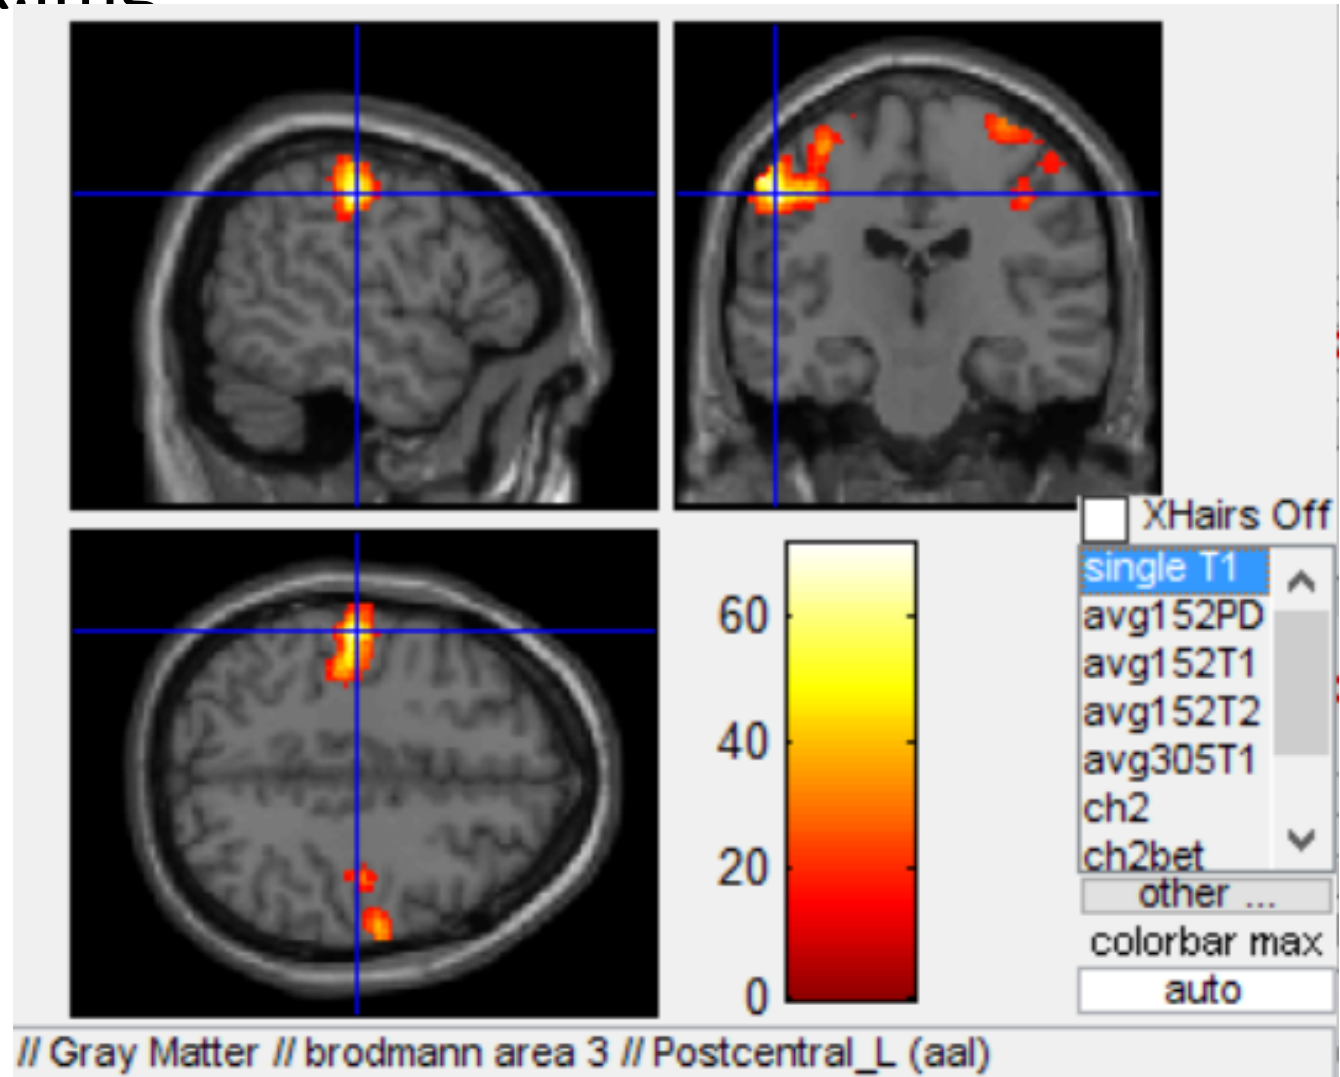 XHairs Off
single T1
avg152PD
avg152T1
avg152T2
avg305T1
ch2
ch2bet
other ...
colorbar max
auto
60
40
20
0
// Gray Matter // brodmann area 3 // Postcentral_L (aal)